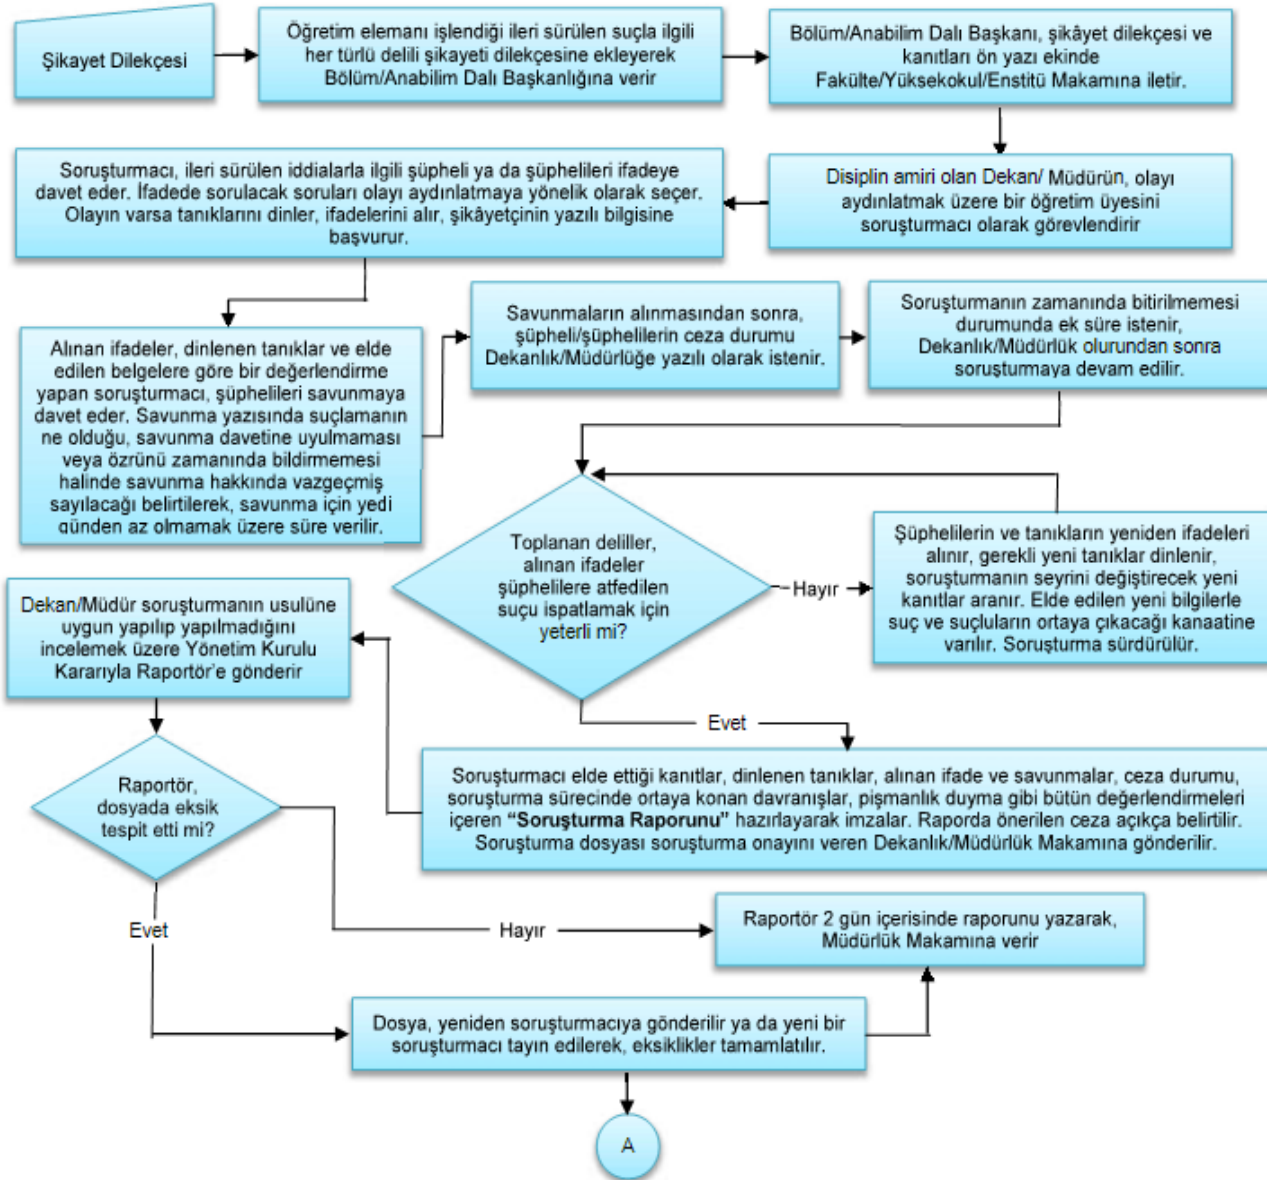 Şikayet Dilekçesi
Öğretim elemanı işlendiği ileri sürülen suçla ilgili
her türlü delili şikayeti dilekçesine ekleyerek
Bölüm/Anabilim Dalı Başkanlığına verir
Bölüm/Anabilim Dalı Başkanı, şikâyet dilekçesi ve
kanıtları ön yazı ekinde
Fakülte/Yüksekokul/Enstitü Makamına iletir.
Disiplin amiri olan Dekan/ Müdürün, olayı
aydınlatmak üzere bir öğretim üyesini
soruşturmacı olarak görevlendirir
Soruşturmacı, ileri sürülen iddialarla ilgili şüpheli ya da şüphelileri ifadeye
davet eder. İfadede sorulacak soruları olayı aydınlatmaya yönelik olarak seçer.
Olayın varsa tanıklarını dinler, ifadelerini alır, şikâyetçinin yazılı bilgisine
başvurur.
Alınan ifadeler, dinlenen tanıklar ve elde
edilen belgelere göre bir değerlendirme
yapan soruşturmacı, şüphelileri savunmaya
davet eder. Savunma yazısında suçlamanın
ne olduğu, savunma davetine uyulmaması
veya özrünü zamanında bildirmemesi
halinde savunma hakkında vazgeçmiş
sayılacağı belirtilerek, savunma için yedi
günden az olmamak üzere süre verilir.
Savunmaların alınmasından sonra,
şüpheli/şüphelilerin ceza durumu
Dekanlık/Müdürlüğe yazılı olarak istenir.
Soruşturmanın zamanında bitirilmemesi
durumunda ek süre istenir,
Dekanlık/Müdürlük olurundan sonra
soruşturmaya devam edilir.
Toplanan deliller,
alınan ifadeler
şüphelilere atfedilen
suçu ispatlamak için
yeterli mi?
Hayır
Şüphelilerin ve tanıkların yeniden ifadeleri
alınır, gerekli yeni tanıklar dinlenir,
soruşturmanın seyrini değiştirecek yeni
kanıtlar aranır. Elde edilen yeni bilgilerle
suç ve suçluların ortaya çıkacağı kanaatine
varılır. Soruşturma sürdürülür.
Evet
Soruşturmacı elde ettiği kanıtlar, dinlenen tanıklar, alınan ifade ve savunmalar, ceza durumu,
soruşturma sürecinde ortaya konan davranışlar, pişmanlık duyma gibi bütün değerlendirmeleri
içeren “Soruşturma Raporunu” hazırlayarak imzalar. Raporda önerilen ceza açıkça belirtilir.
Soruşturma dosyası soruşturma onayını veren Dekanlık/Müdürlük Makamına gönderilir.
Dekan/Müdür soruşturmanın usulüne
uygun yapılıp yapılmadığını
incelemek üzere Yönetim Kurulu
Kararıyla Raportör’e gönderir
Raportör,
dosyada eksik
tespit etti mi?
Evet
Hayır
Raportör 2 gün içerisinde raporunu yazarak,
Müdürlük Makamına verir
Dosya, yeniden soruşturmacıya gönderilir ya da yeni bir
soruşturmacı tayin edilerek, eksiklikler tamamlatılır.
A